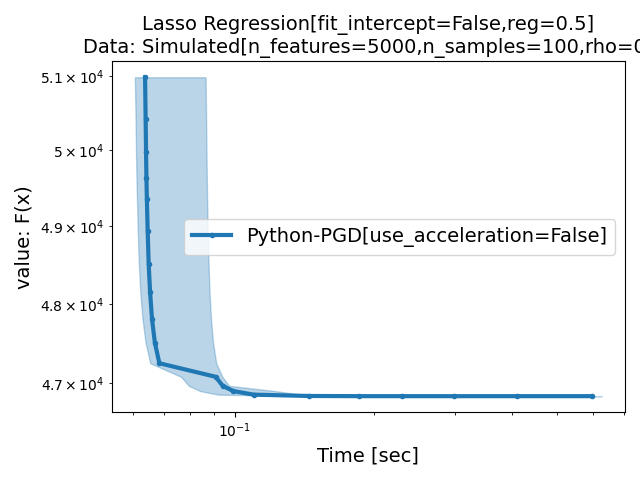 Lasso Regression[fit_intercept=False,reg=0.5]
Data: Simulated[n_features=5000,n_samples=100,rho=0
5.1 × 10⁴
5 × 10⁴
4.9 × 10⁴
4.8 × 10⁴
4.7 × 10⁴
value: F(x)
Python-PGD[use_acceleration=False]
10⁻¹
Time [sec]